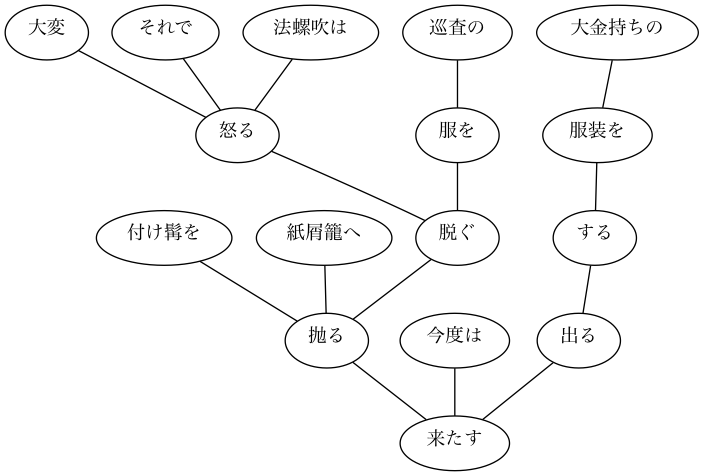 大変
それで
法螺吹は
巡査の
大金持ちの
怒る
服を
服装を
付け髯を
紙屑籠へ
脱ぐ
する
抛る
今度は
出る
来たす